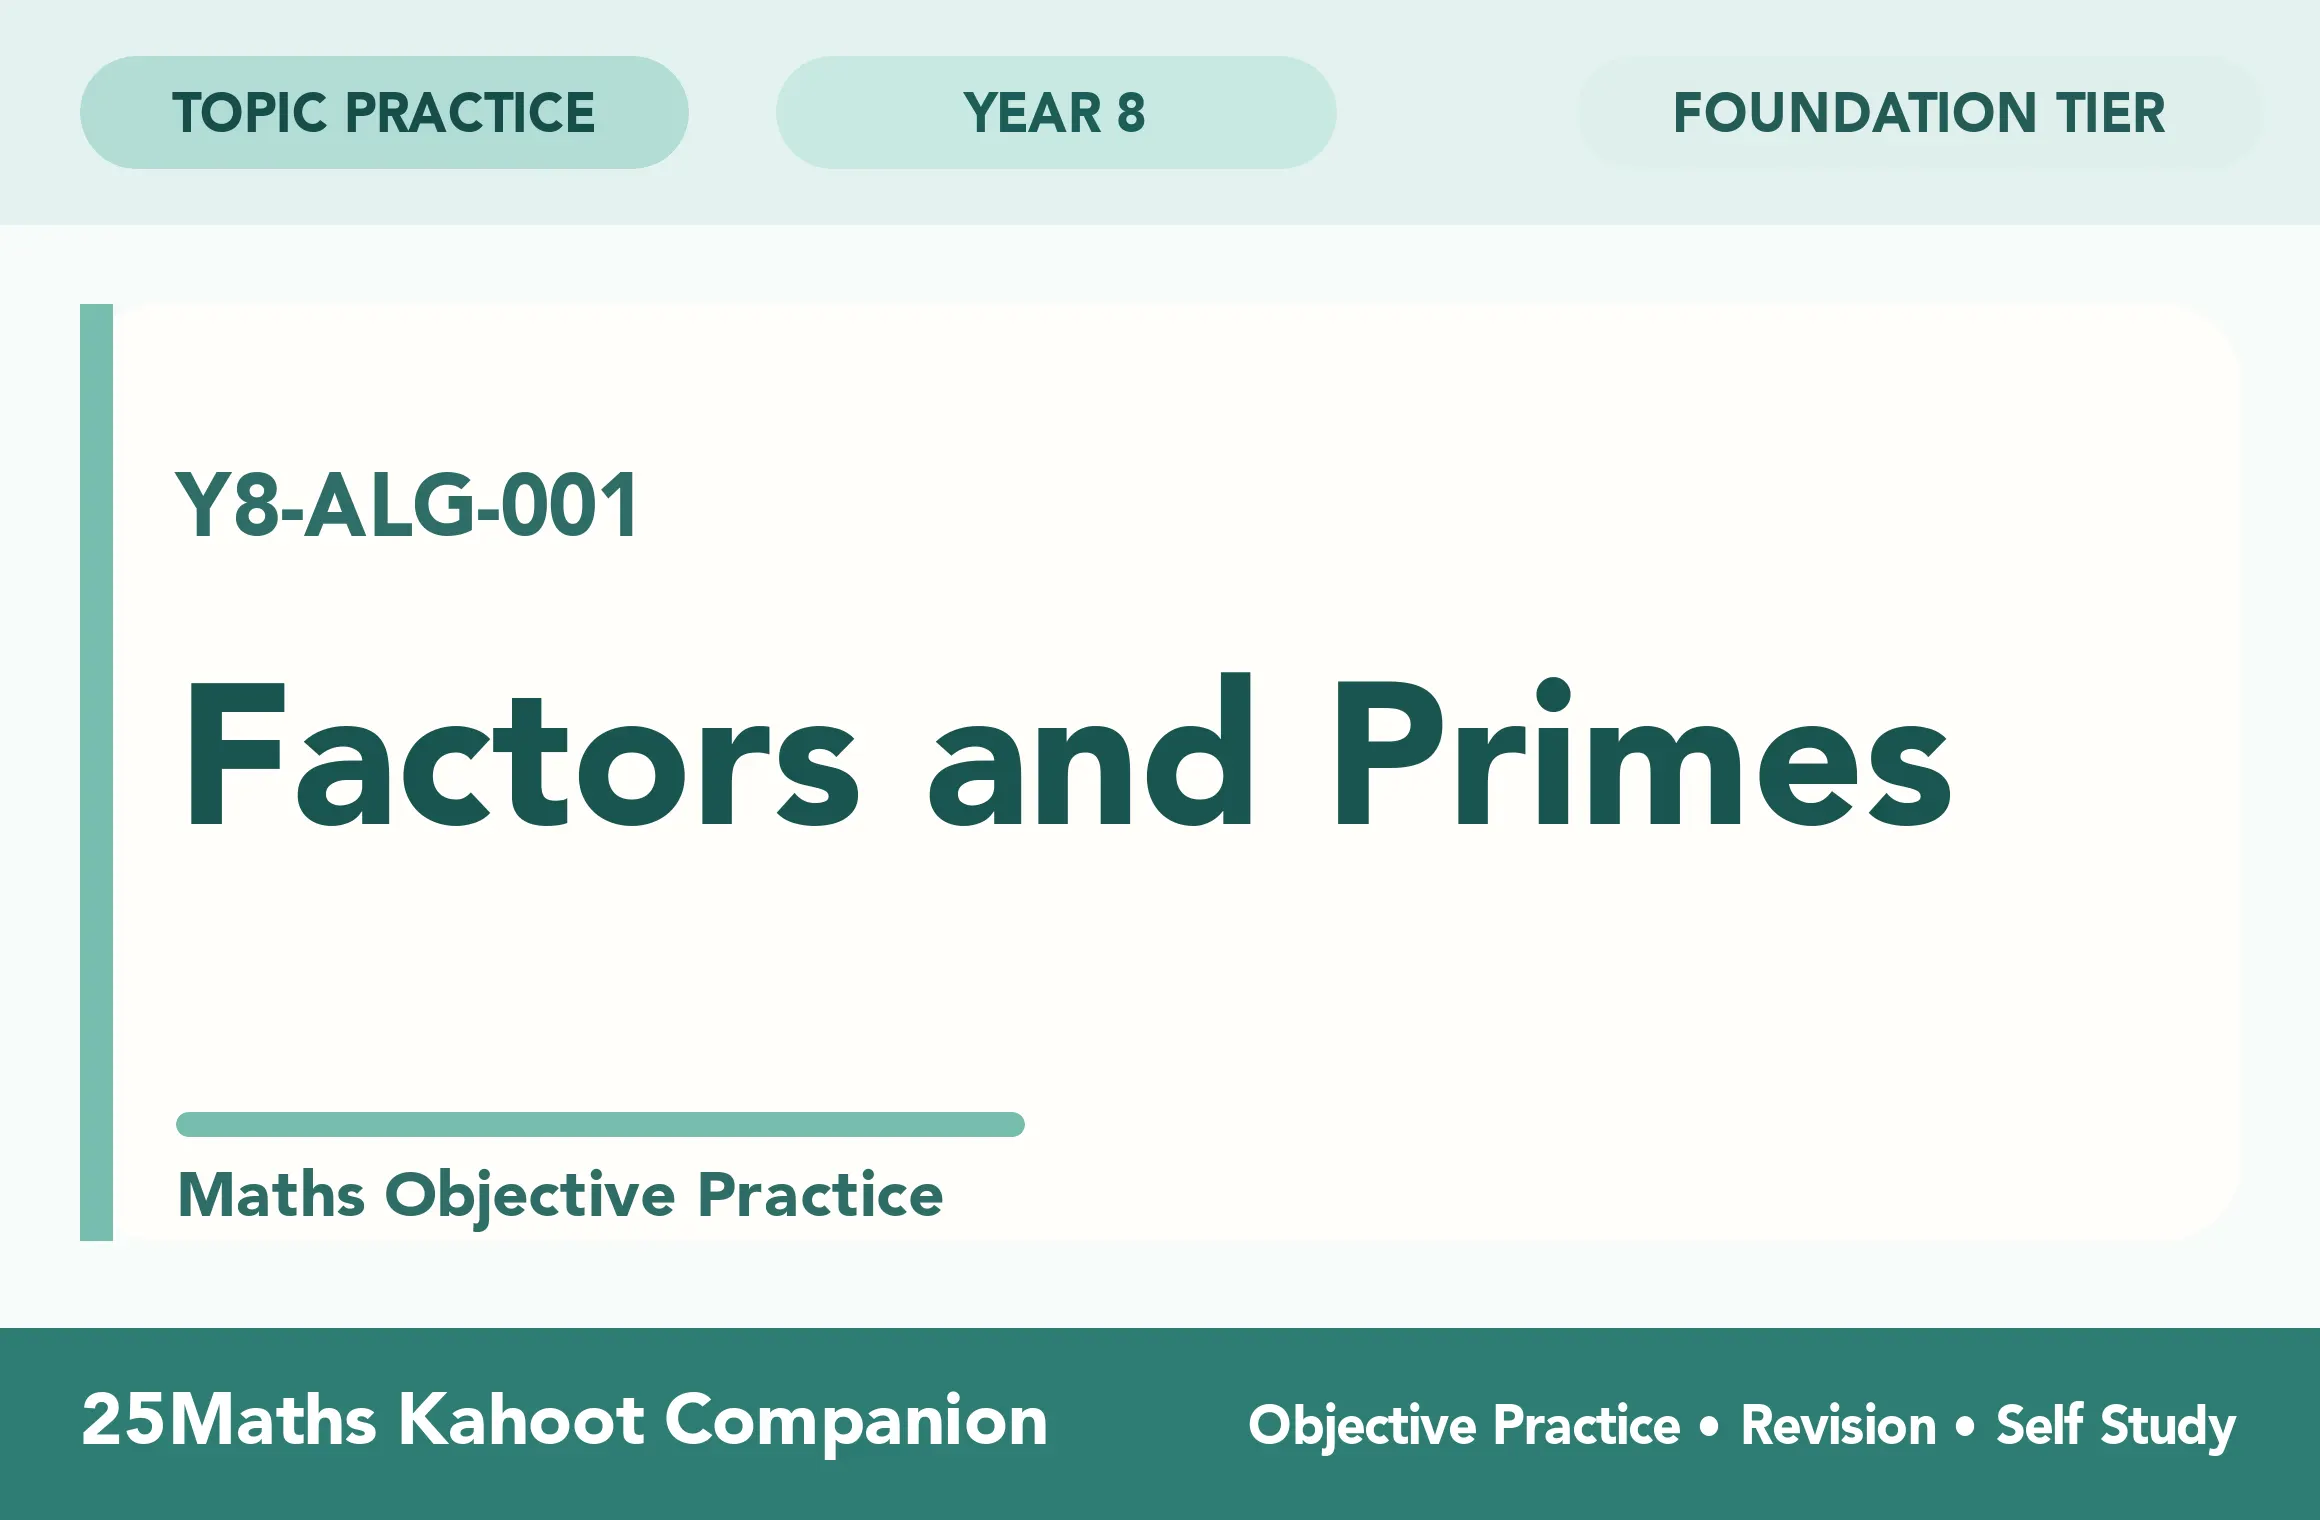 TOPIC PRACTICE
YEAR 8
FOUNDATION TIER
Y8-ALG-001
Factors and Primes
Maths Objective Practice
25Maths Kahoot Companion
Objective Practice • Revision • Self Study